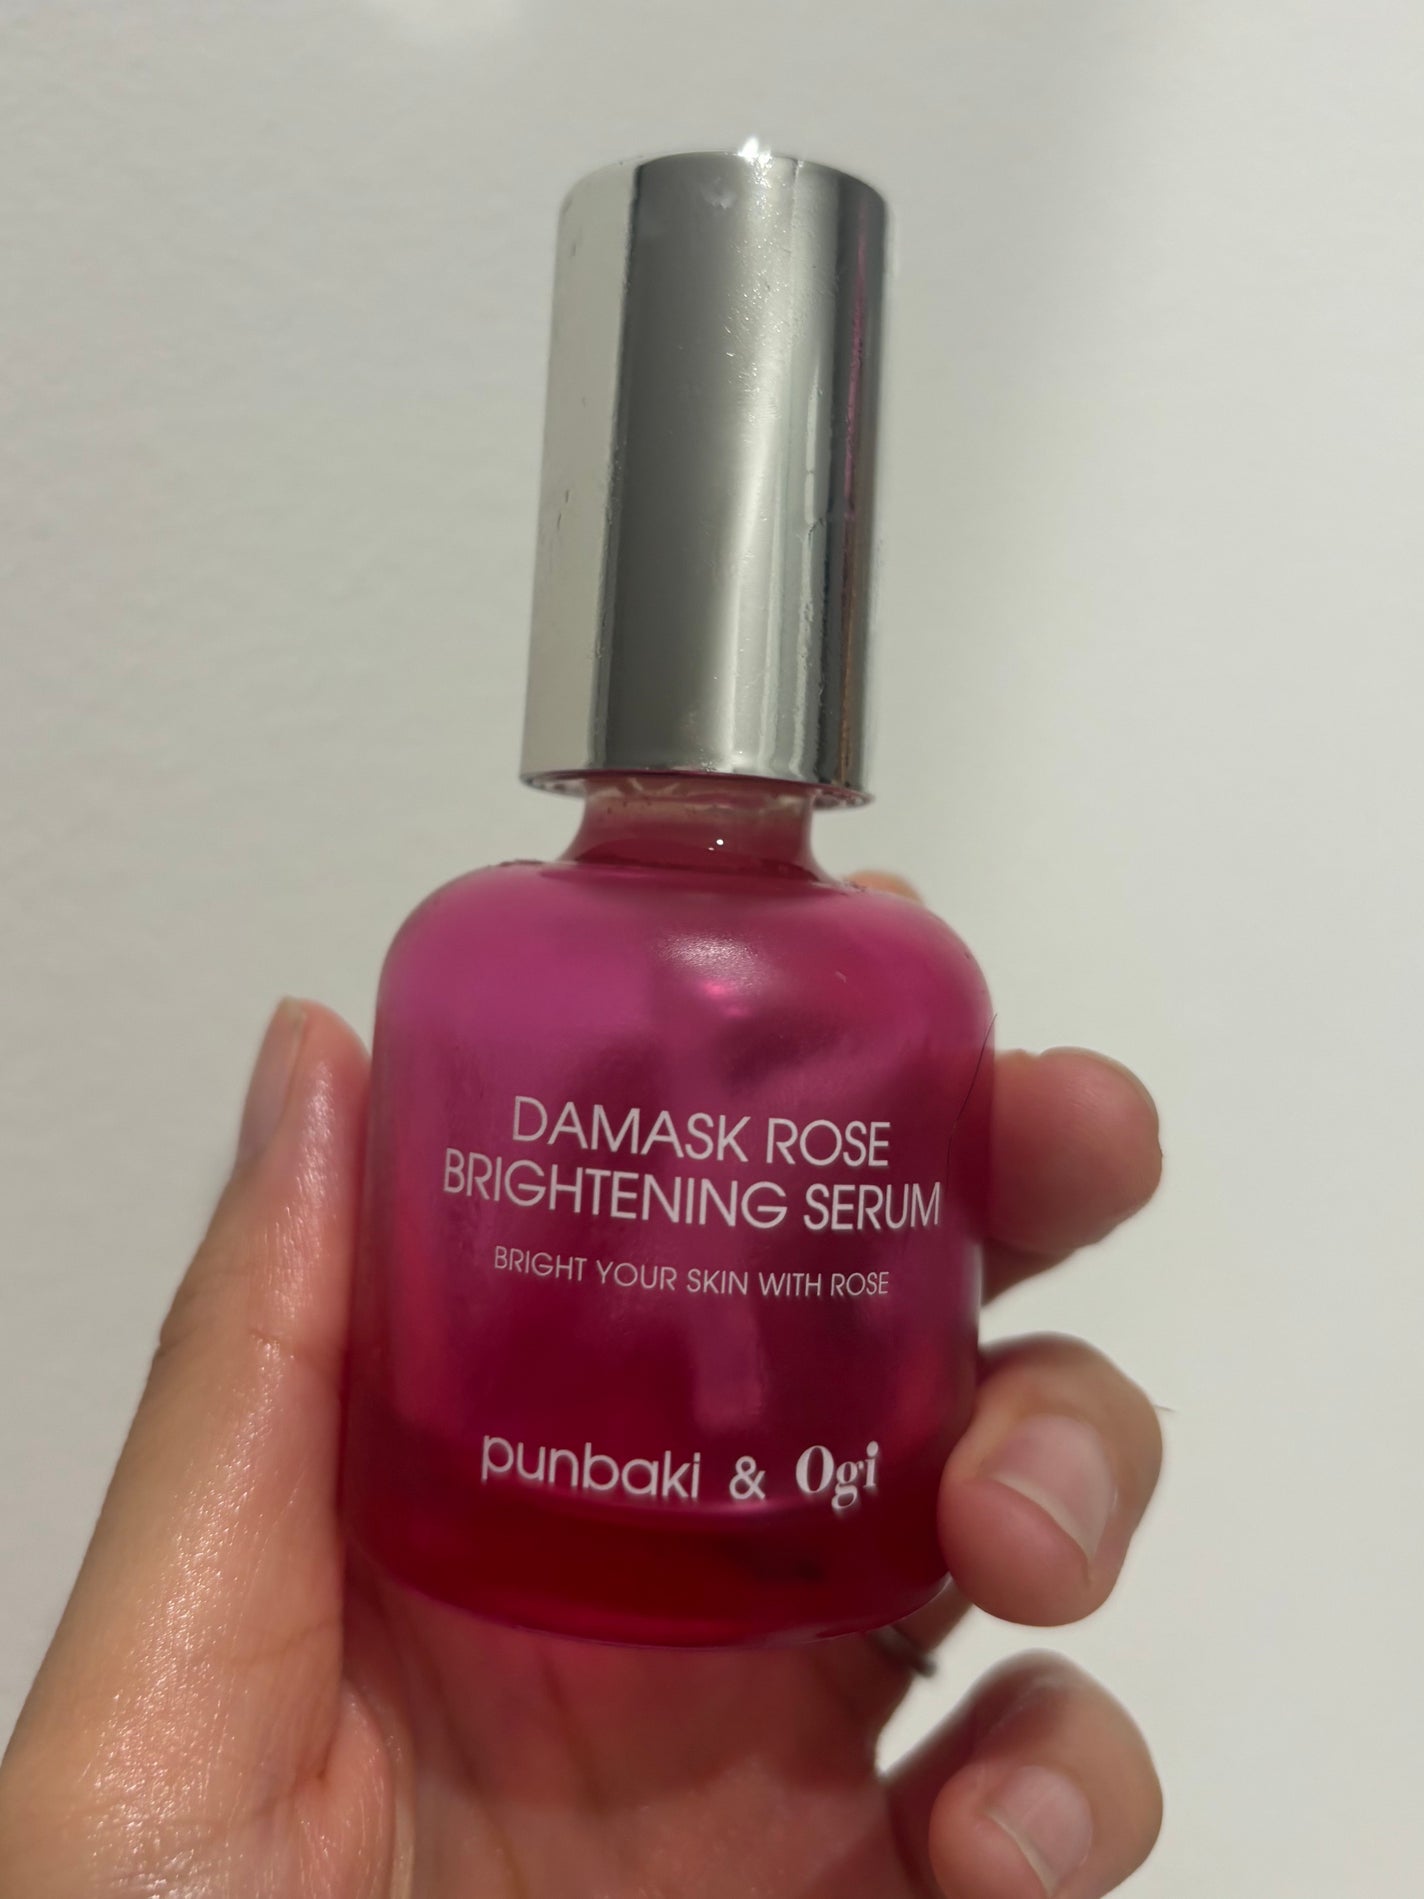 DAMASK ROSE
BRIGHTENING SERUM
BRIGHT YOUR SKIN WITH ROSE
punbaki & Ogi